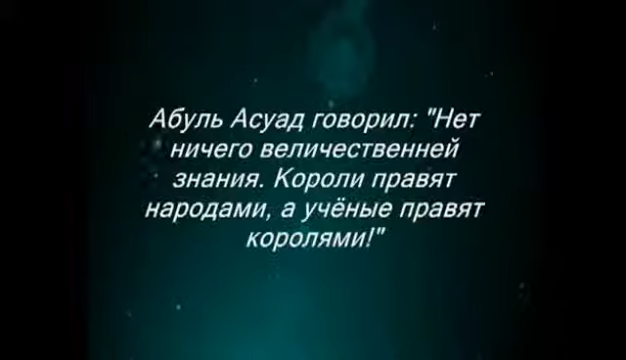 Абуль Асуад говорил: "Нет
ничего величественней
знания. Короли правят
народами, а учёные правят
королями!"